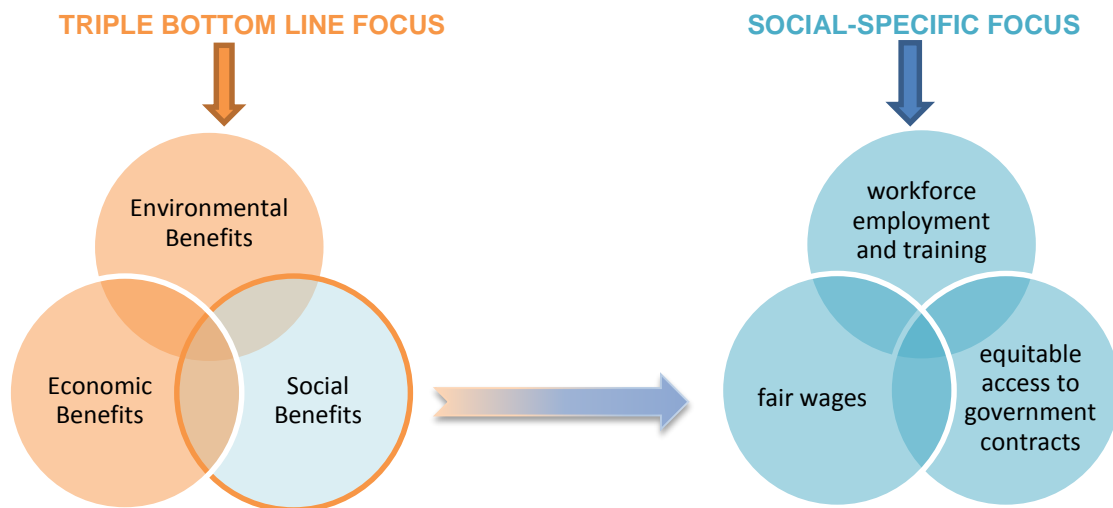 TRIPLE BOTTOM LINE FOCUS
SOCIAL-SPECIFIC FOCUS
Environmental
Benefits
Economic
Benefits
Social
Benefits
workforce
employment
and training
fair wages
equitable
access to
government
contracts